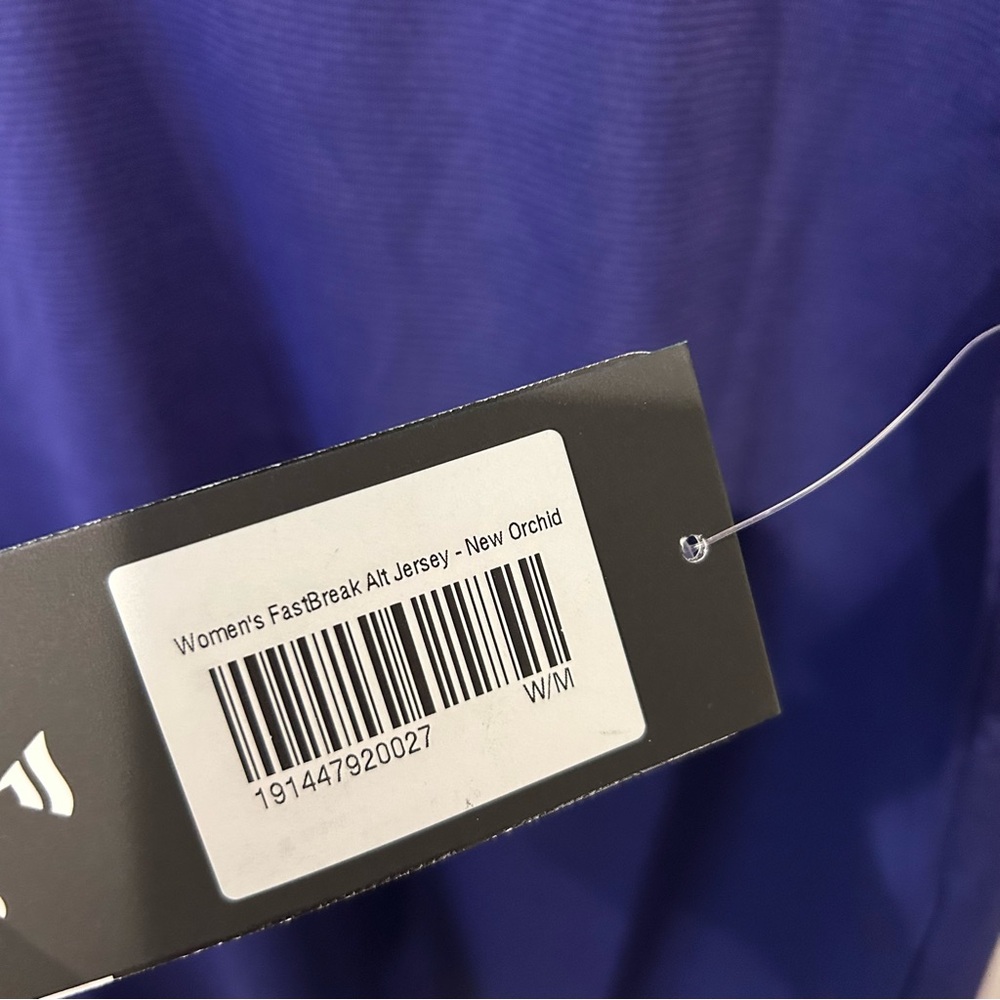 Women's FastBreak Alt Jersey - New Orchid
191447920027
W/M